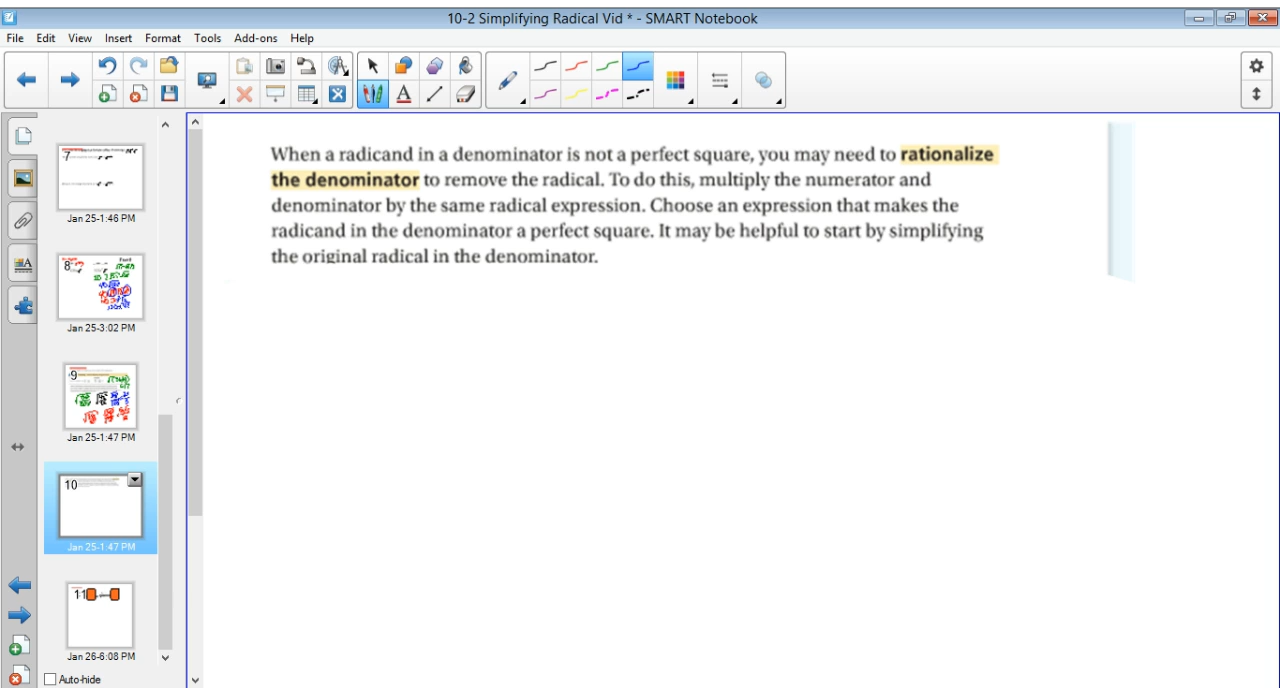 10-2 Simplifying Radical Vid * - SMART Notebook
File Edit View Insert Format Tools Add-ons Help
When a radicand in a denominator is not a perfect square, you may need to rationalize
the denominator to remove the radical. To do this, multiply the numerator and
denominator by the same radical expression. Choose an expression that makes the
radicand in the denominator a perfect square. It may be helpful to start by simplifying
the original radical in the denominator.
7
Jan 25-1:46 PM
8
Jan 25-3:02 PM
9
Jan 25-1:47 PM
10
Jan 25-1:47 PM
11
Jan 26-6:08 PM
Auto-hide